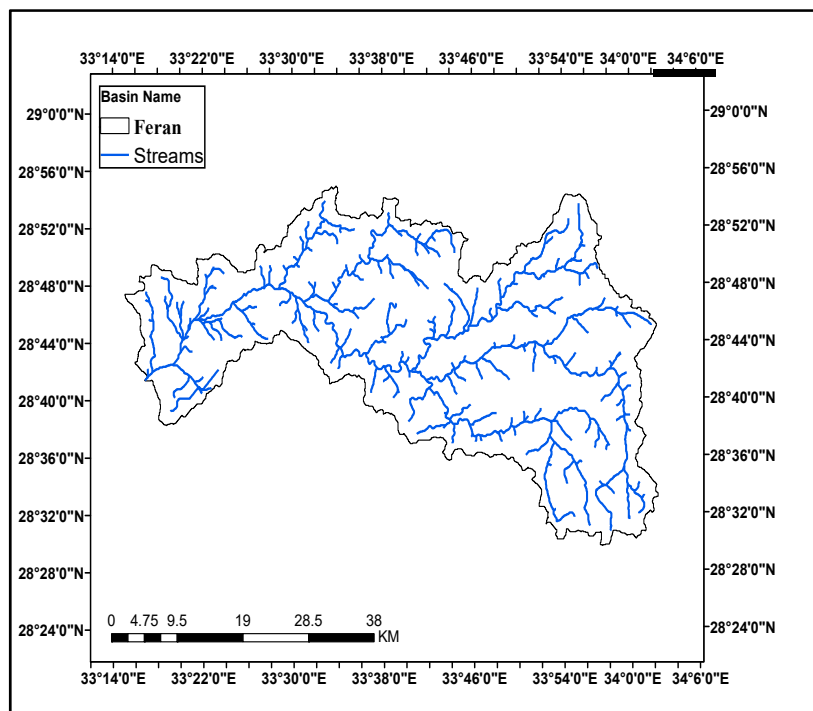 33°14'0"E 33°22'0"E 33°30'0"E 33°38'0"E 33°46'0"E 33°54'0"E 34°0'0"E 34°6'0"E
Basin Name
Feran
Streams
29°0'0"N 29°0'0"N
28°56'0"N 28°56'0"N
28°52'0"N 28°52'0"N
28°48'0"N 28°48'0"N
28°44'0"N 28°44'0"N
28°40'0"N 28°40'0"N
28°36'0"N 28°36'0"N
28°32'0"N 28°32'0"N
28°28'0"N 28°28'0"N
28°24'0"N 28°24'0"N
0 4.75 9.5 19 28.5 38
KM
33°14'0"E 33°22'0"E 33°30'0"E 33°38'0"E 33°46'0"E 33°54'0"E 34°0'0"E 34°6'0"E